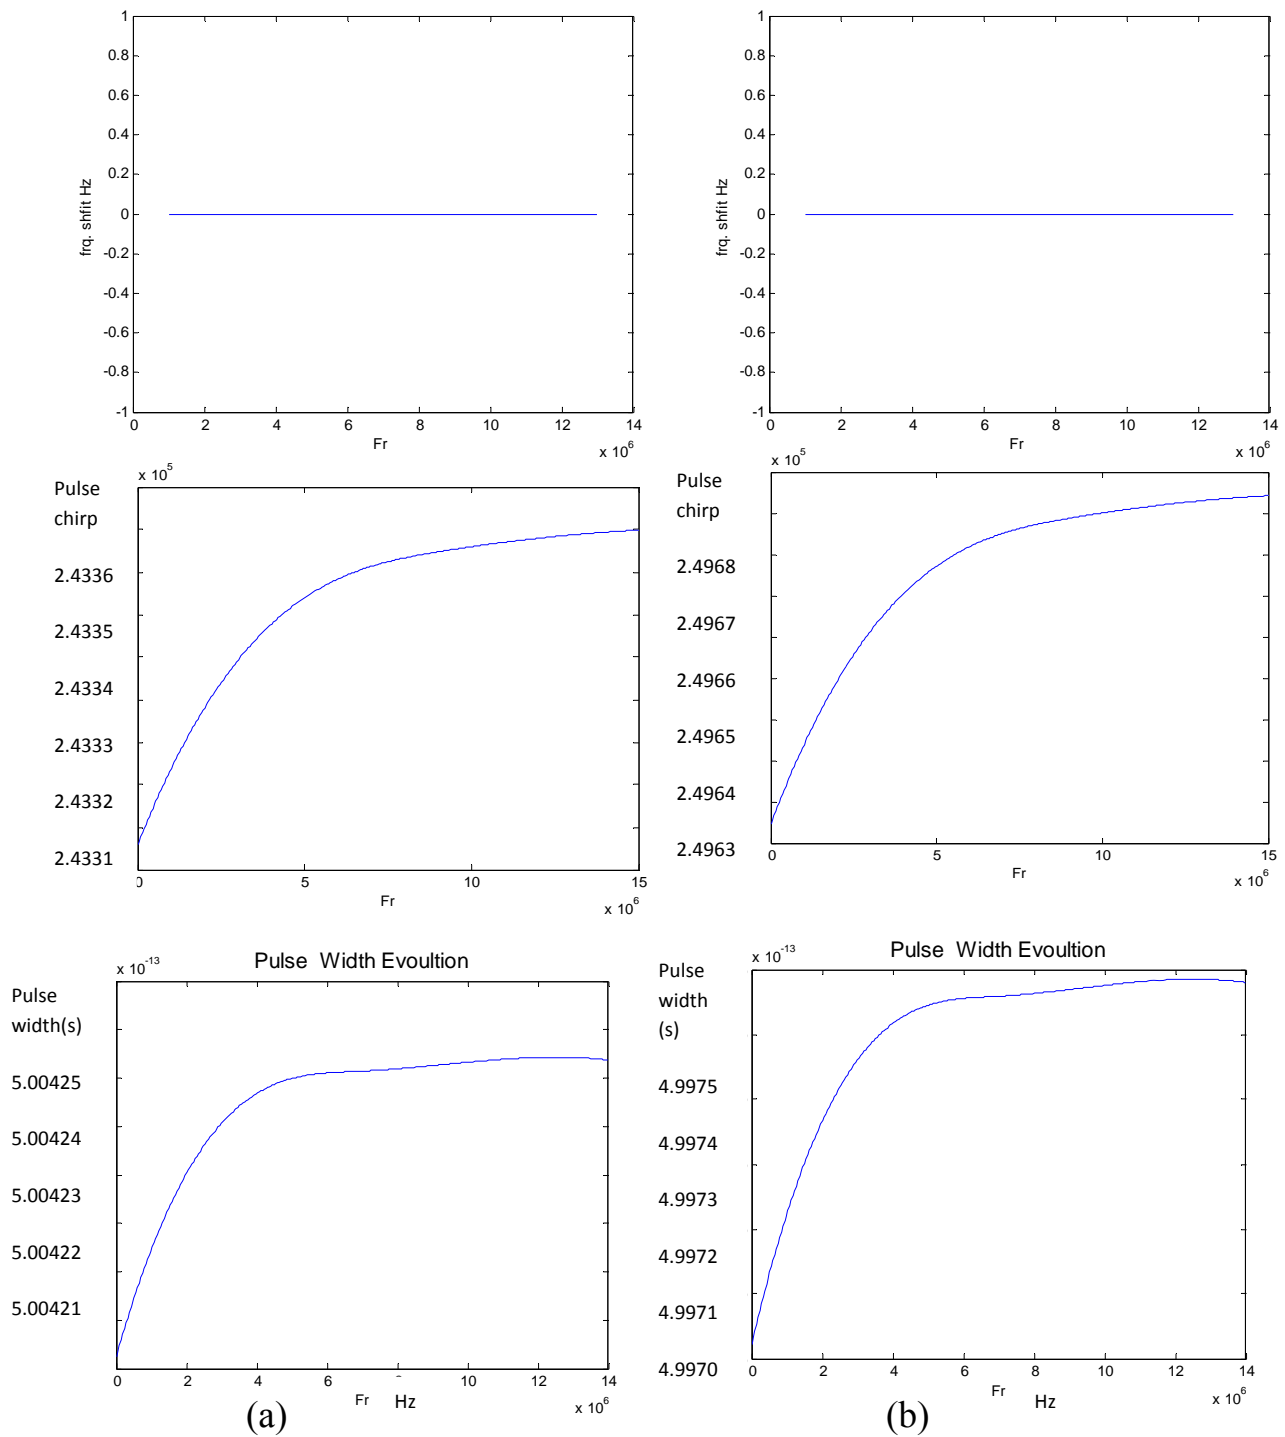 1
0.8
0.6
0.4
0.2
0
-0.2
-0.4
-0.6
-0.8
-1
frq. shfit Hz
0 2 4 6 8 10 12 14
Fr
x 10^6
1
0.8
0.6
0.4
0.2
0
-0.2
-0.4
-0.6
-0.8
-1
frq. shfit Hz
0 2 4 6 8 10 12 14
Fr
x 10^6
x 10^5
Pulse
chirp
2.4336
2.4335
2.4334
2.4333
2.4332
2.4331
0 5 10 15
Fr
x 10^6
x 10^5
Pulse
chirp
2.4968
2.4967
2.4966
2.4965
2.4964
2.4963
0 5 10 15
Fr
x 10^6
Pulse Width Evoultion
x 10^-13
Pulse
width(s)
5.00425
5.00424
5.00423
5.00422
5.00421
0 2 4 6 8 10 12 14
Fr Hz
x 10^6
(a)
Pulse Width Evoultion
x 10^-13
Pulse
width
(s)
4.9975
4.9974
4.9973
4.9972
4.9971
4.9970
0 2 4 6 8 10 12 14
Fr Hz
x 10^6
(b)